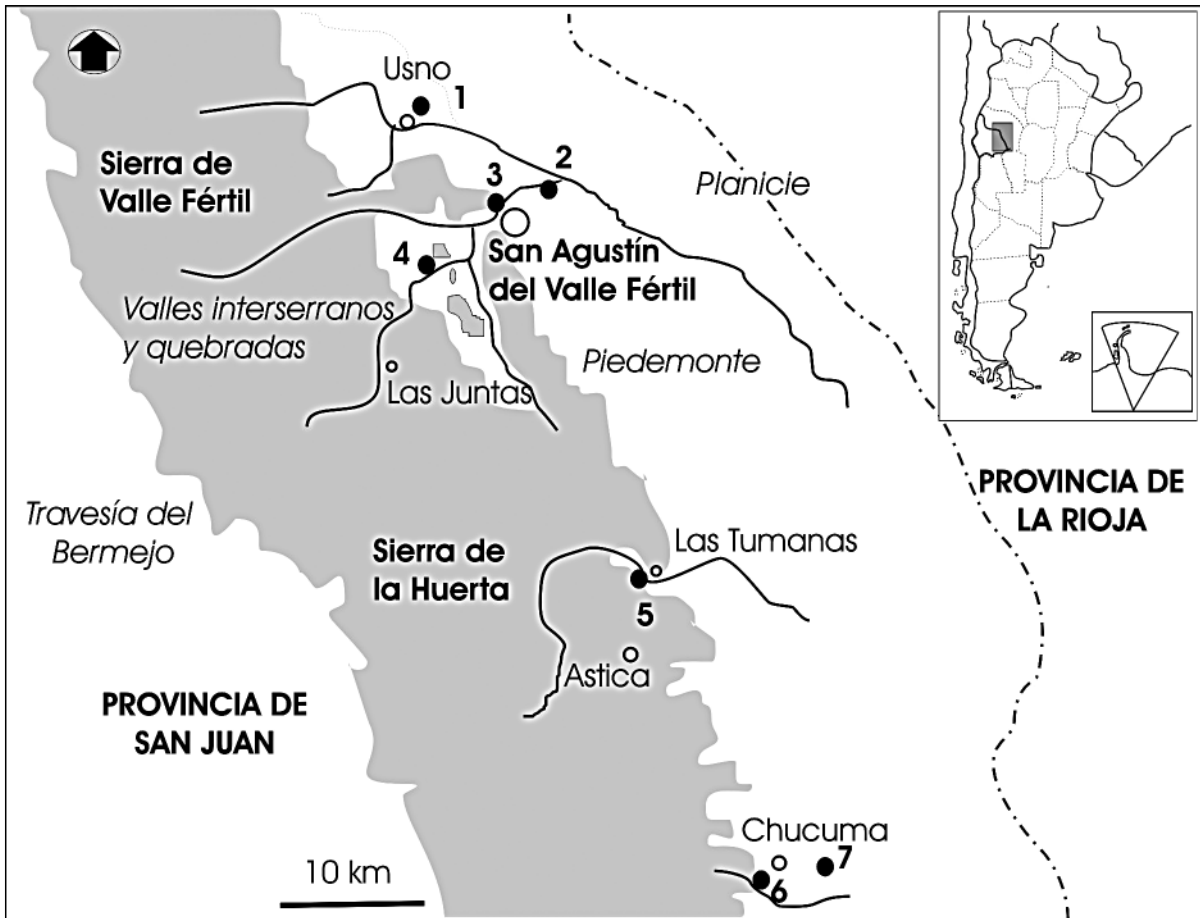 Usno
1
Sierra de
Valle Fértil
3
2
Planicie
San Agustín
del Valle Fértil
4
Valles interserranos
y quebradas
Piedemonte
Las Juntas
PROVINCIA DE
LA RIOJA
Travesía del
Bermejo
Sierra de
la Huerta
Las Tumanas
5
Astica
PROVINCIA DE
SAN JUAN
Chucuma
7
6
10 km